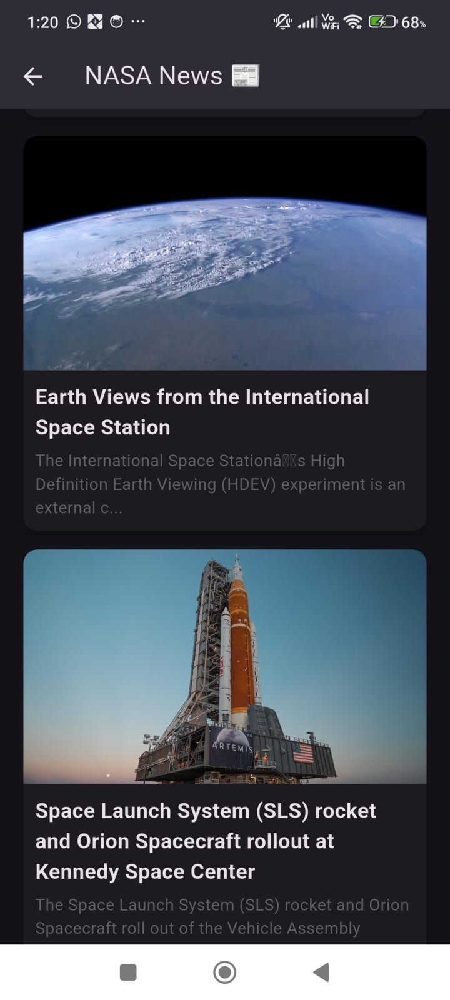 1:20
Vo
WiFi
68%
NASA News
Earth Views from the International
Space Station
The International Space Stationâ␀␀s High
Definition Earth Viewing (HDEV) experiment is an
external c...
ARTEMIS
Space Launch System (SLS) rocket
and Orion Spacecraft rollout at
Kennedy Space Center
The Space Launch System (SLS) rocket and Orion
Spacecraft roll out of the Vehicle Assembly